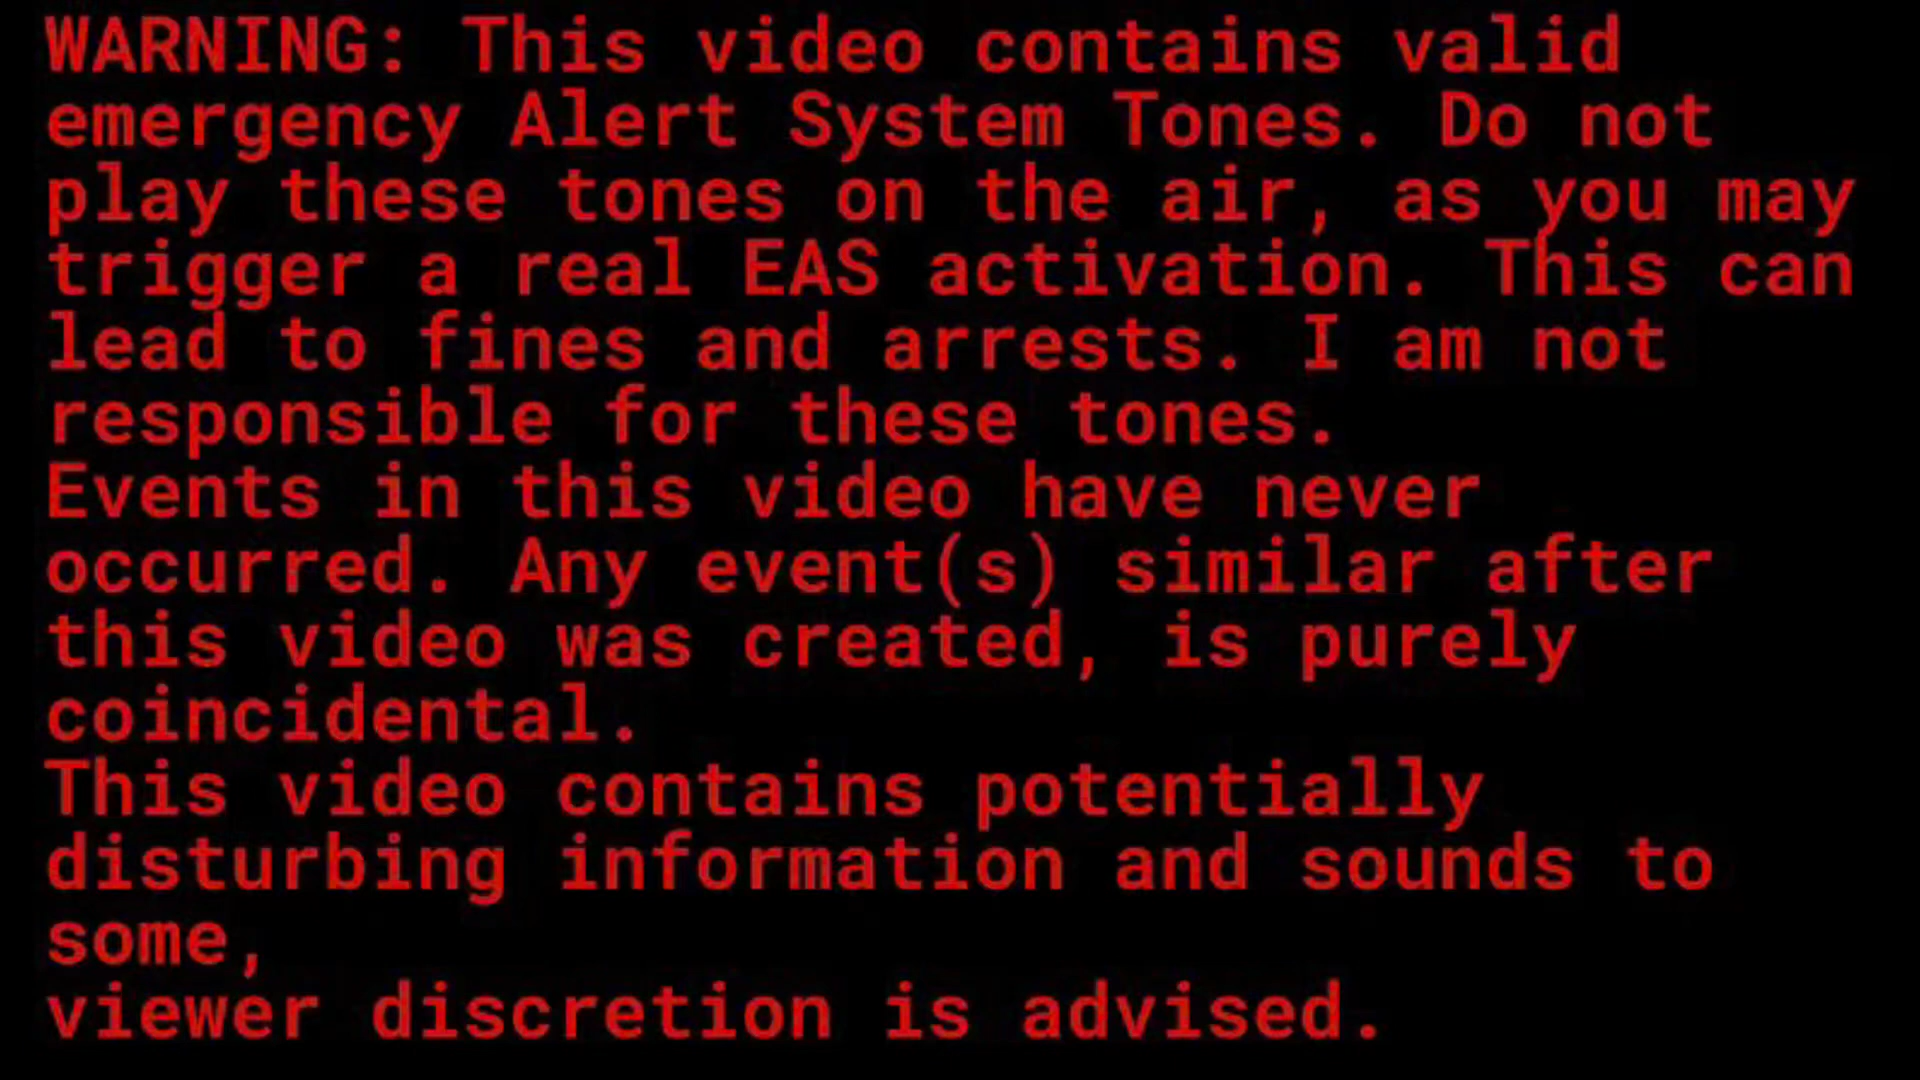 WARNING: This video contains valid
emergency Alert System Tones. Do not
play these tones on the air, as you may
trigger a real EAS activation. This can
lead to fines and arrests. I am not
responsible for these tones.
Events in this video have never
occurred. Any event(s) similar after
this video was created, is purely
coincidental.
This video contains potentially
disturbing information and sounds to
some,
viewer discretion is advised.